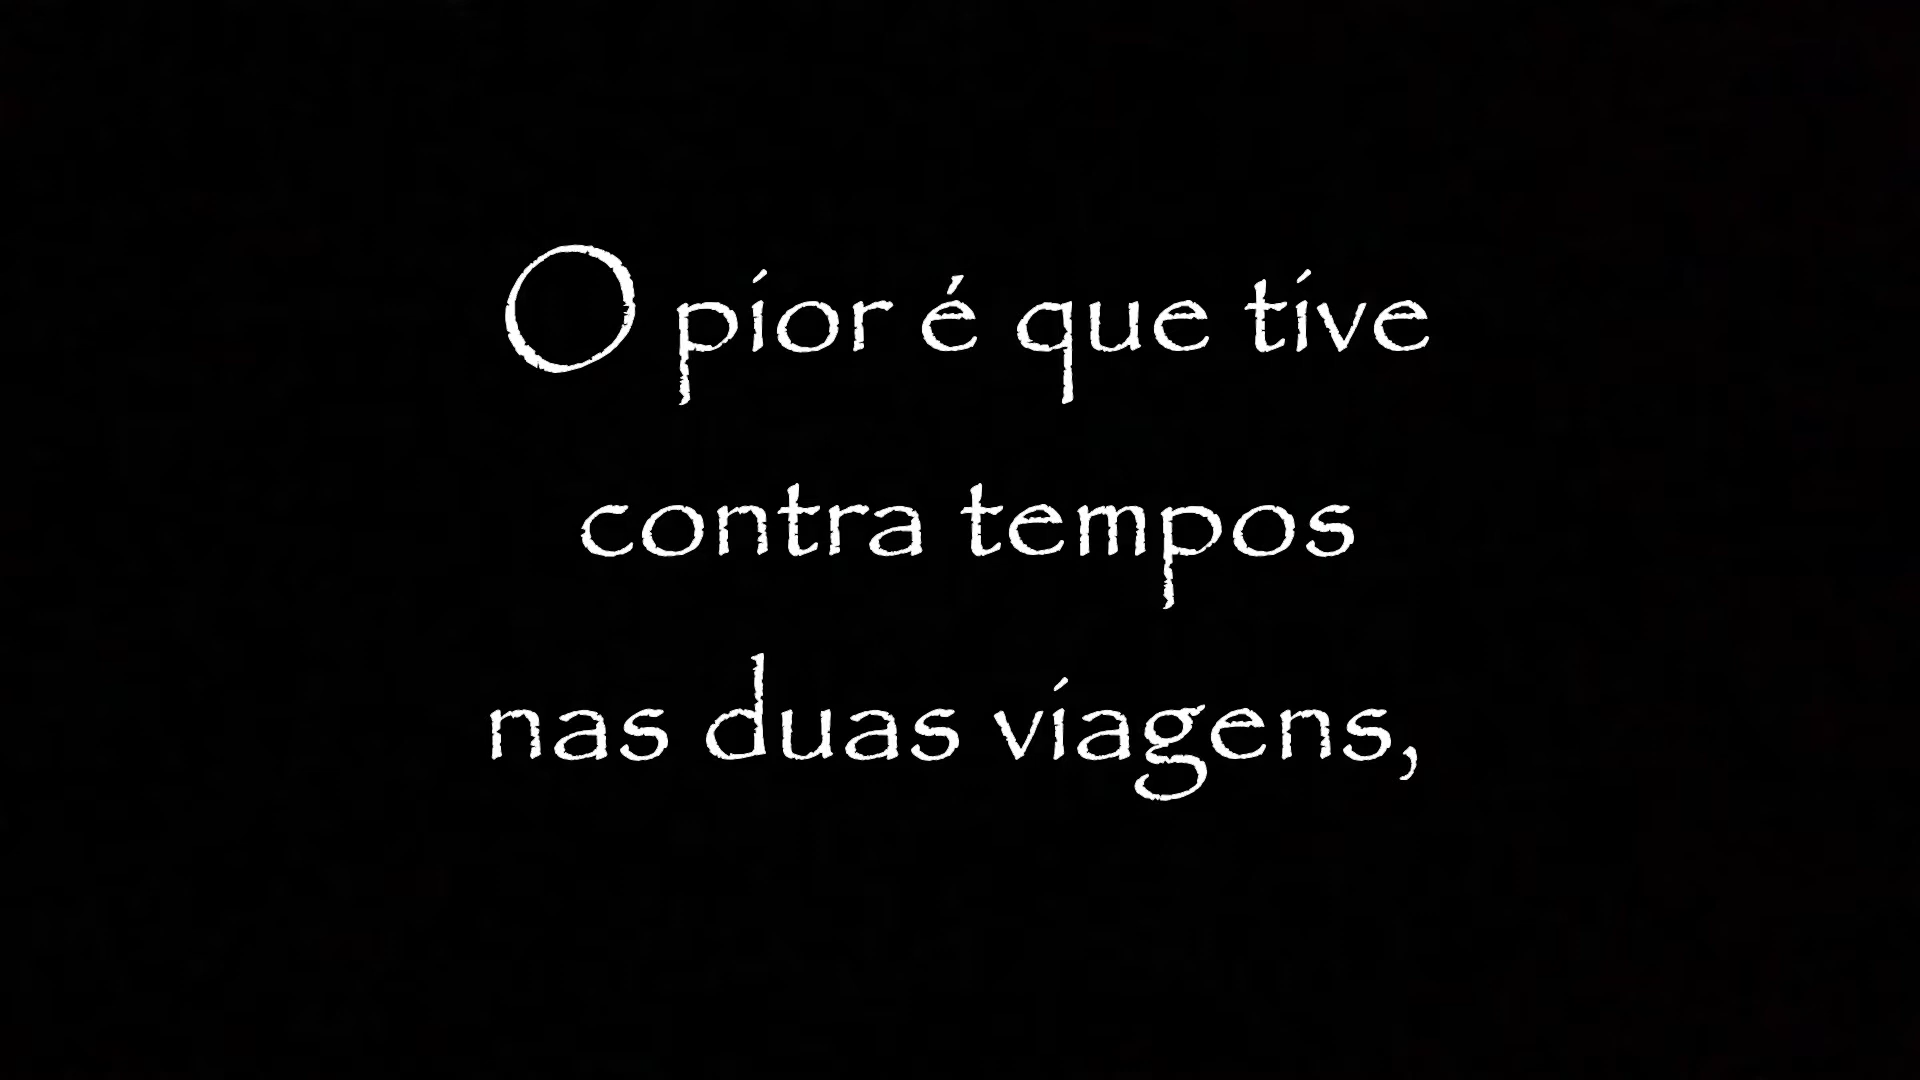 O pior é que tive
contra tempos
nas duas viagens,